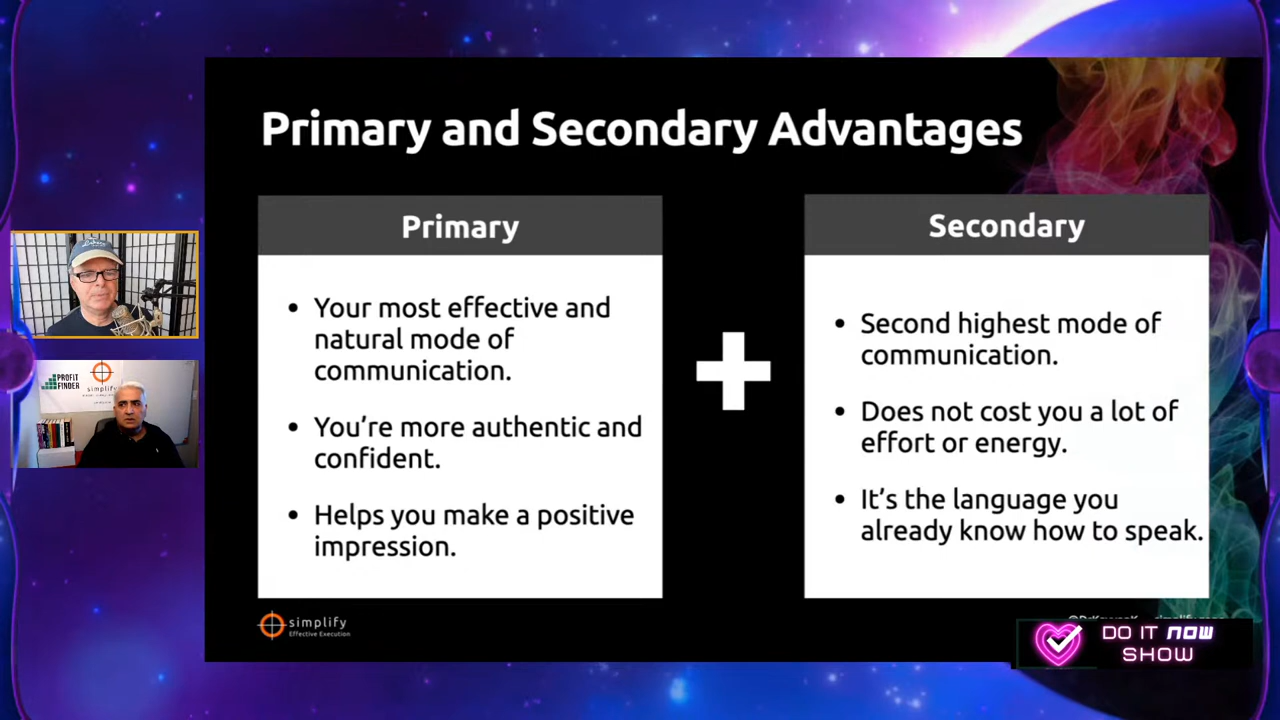 Primary and Secondary Advantages
Primary
• Your most effective and
natural mode of
communication.
• You're more authentic and
confident.
• Helps you make a positive
impression.
Secondary
• Second highest mode of
communication.
• Does not cost you a lot of
effort or energy.
• It's the language you
already know how to speak.
simplify
Effective Execution
DO IT NOW
SHOW
PROFIT
FINDER
simplify